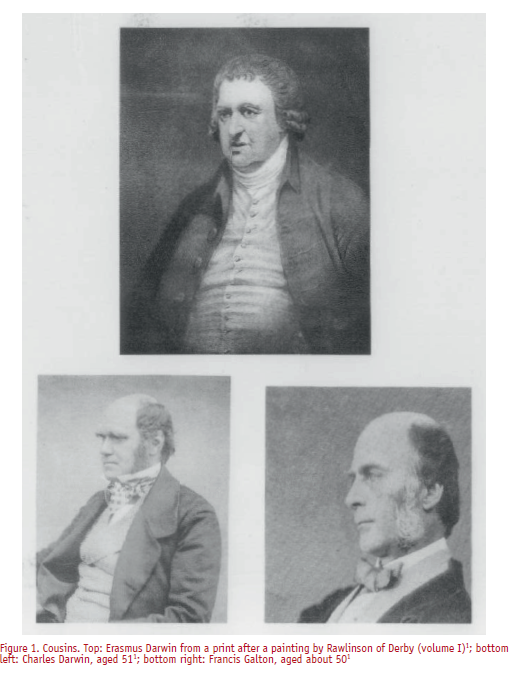 Figure 1. Cousins. Top: Erasmus Darwin from a print after a painting by Rawlinson of Derby (volume I)¹; bottom
left: Charles Darwin, aged 51¹; bottom right: Francis Galton, aged about 50¹